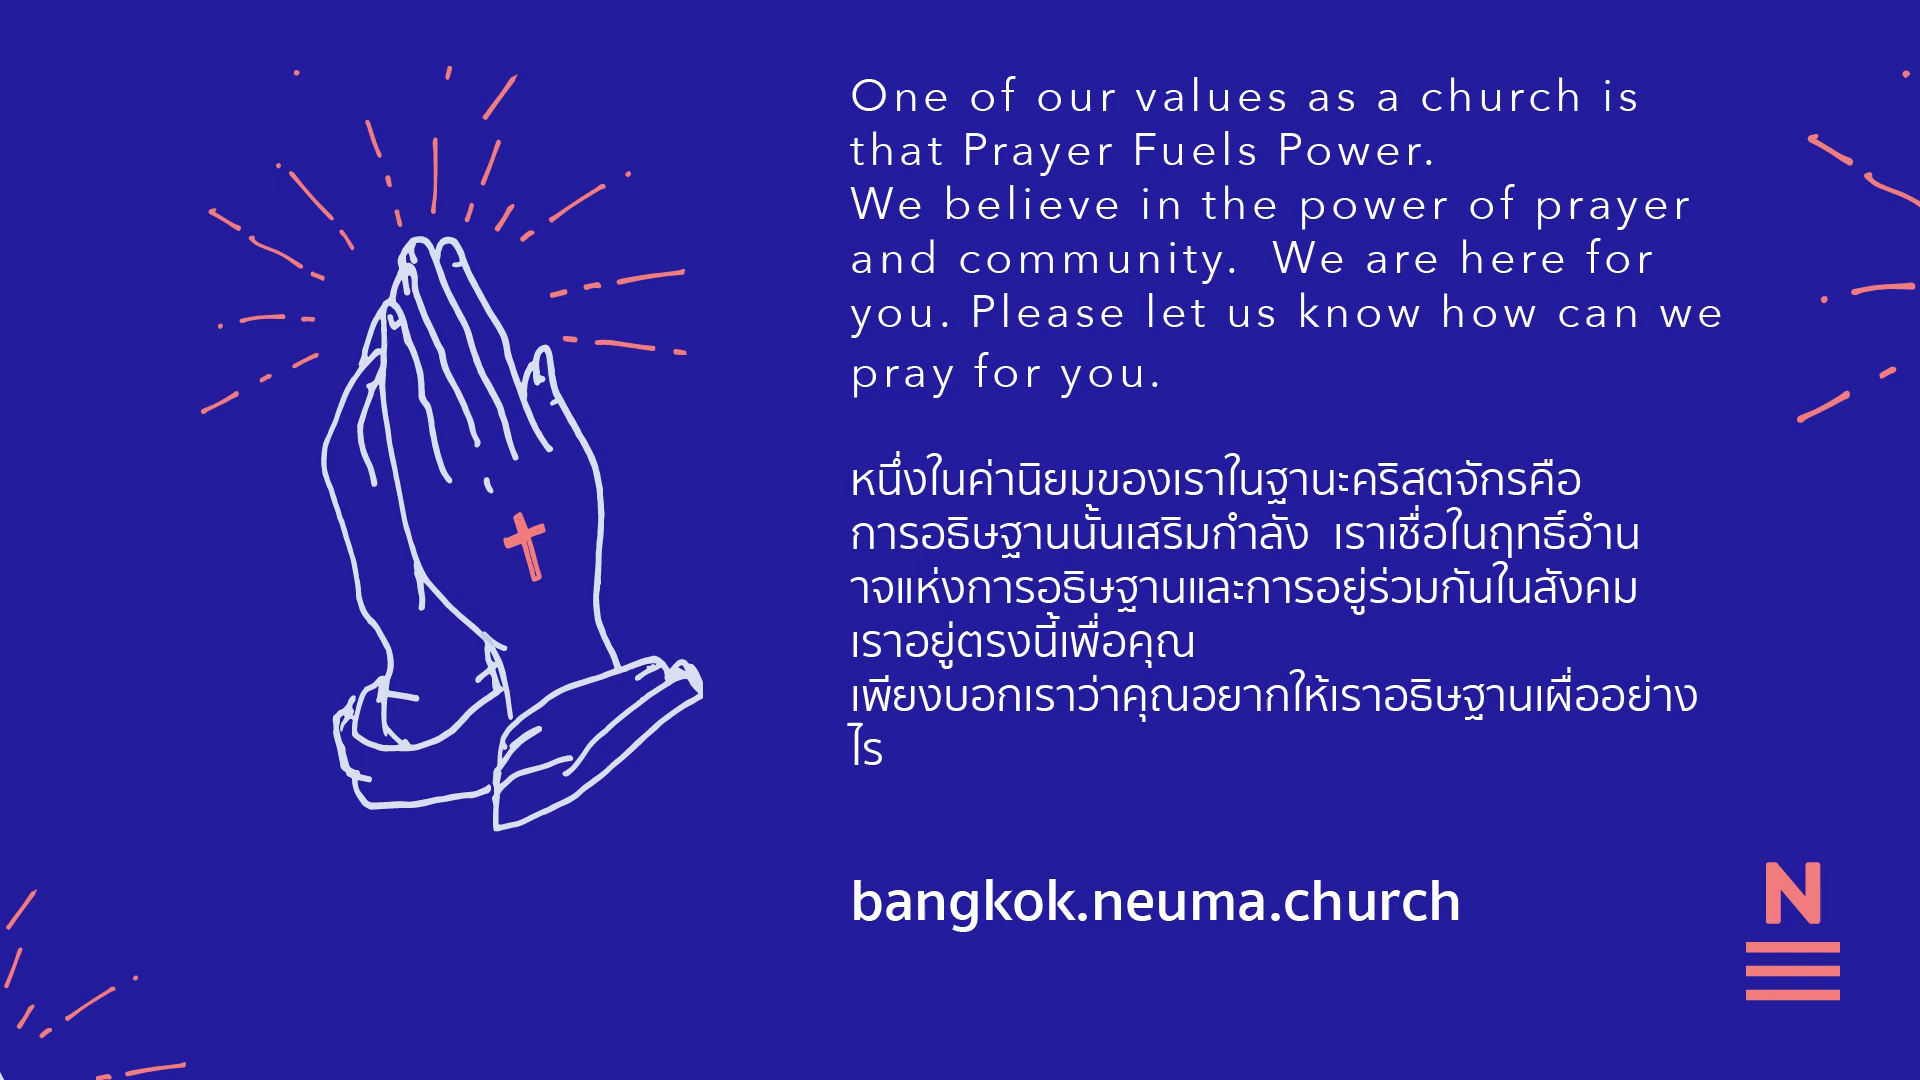 One of our values as a church is
that Prayer Fuels Power.
We believe in the power of prayer
and community.  We are here for
you. Please let us know how can we
pray for you.
หนึ่งในค่านิยมของเราในฐานะคริสตจักรคือ
การอธิษฐานนั้นเสริมกำลัง  เราเชื่อในฤทธิ์อำน
าจแห่งการอธิษฐานและการอยู่ร่วมกันในสังคม
เราอยู่ตรงนี้เพื่อคุณ
เพียงบอกเราว่าคุณอยากให้เราอธิษฐานเผื่ออย่าง
ไร
bangkok.neuma.church
N